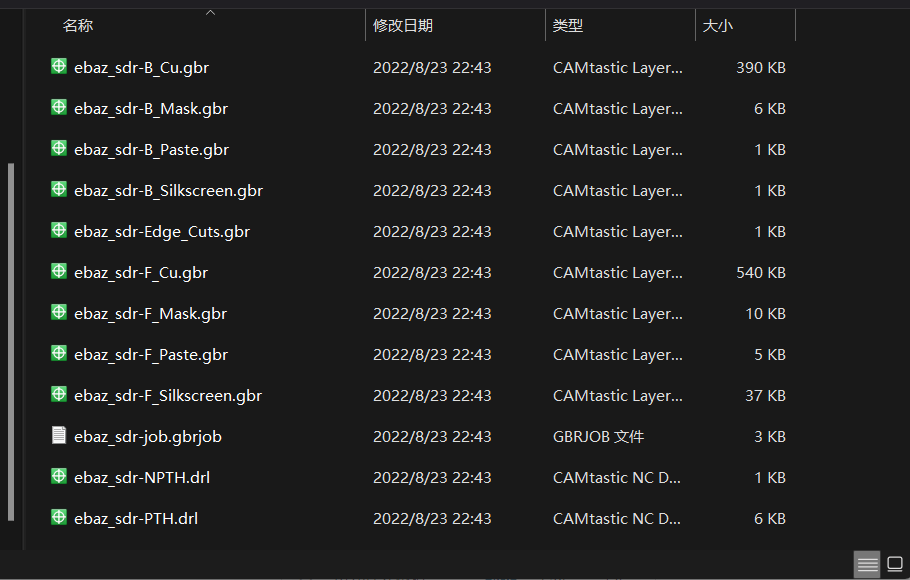 名称 修改日期 类型 大小
ebaz_sdr-B_Cu.gbr 2022/8/23 22:43 CAMtastic Layer... 390 KB
ebaz_sdr-B_Mask.gbr 2022/8/23 22:43 CAMtastic Layer... 6 KB
ebaz_sdr-B_Paste.gbr 2022/8/23 22:43 CAMtastic Layer... 1 KB
ebaz_sdr-B_Silkscreen.gbr 2022/8/23 22:43 CAMtastic Layer... 1 KB
ebaz_sdr-Edge_Cuts.gbr 2022/8/23 22:43 CAMtastic Layer... 1 KB
ebaz_sdr-F_Cu.gbr 2022/8/23 22:43 CAMtastic Layer... 540 KB
ebaz_sdr-F_Mask.gbr 2022/8/23 22:43 CAMtastic Layer... 10 KB
ebaz_sdr-F_Paste.gbr 2022/8/23 22:43 CAMtastic Layer... 5 KB
ebaz_sdr-F_Silkscreen.gbr 2022/8/23 22:43 CAMtastic Layer... 37 KB
ebaz_sdr-job.gbrjob 2022/8/23 22:43 GBRJOB 文件 3 KB
ebaz_sdr-NPTH.drl 2022/8/23 22:43 CAMtastic NC D... 1 KB
ebaz_sdr-PTH.drl 2022/8/23 22:43 CAMtastic NC D... 6 KB